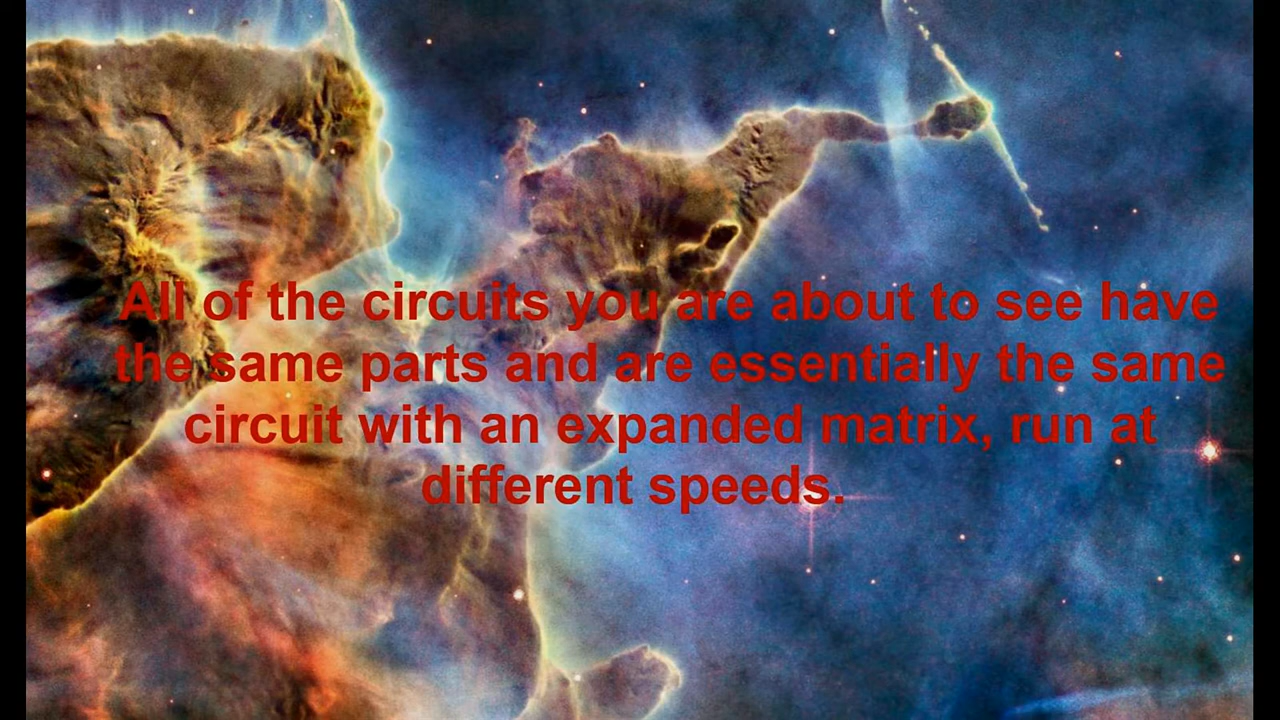 All of the circuits you are about to see have
the same parts and are essentially the same
circuit with an expanded matrix, run at
different speeds.